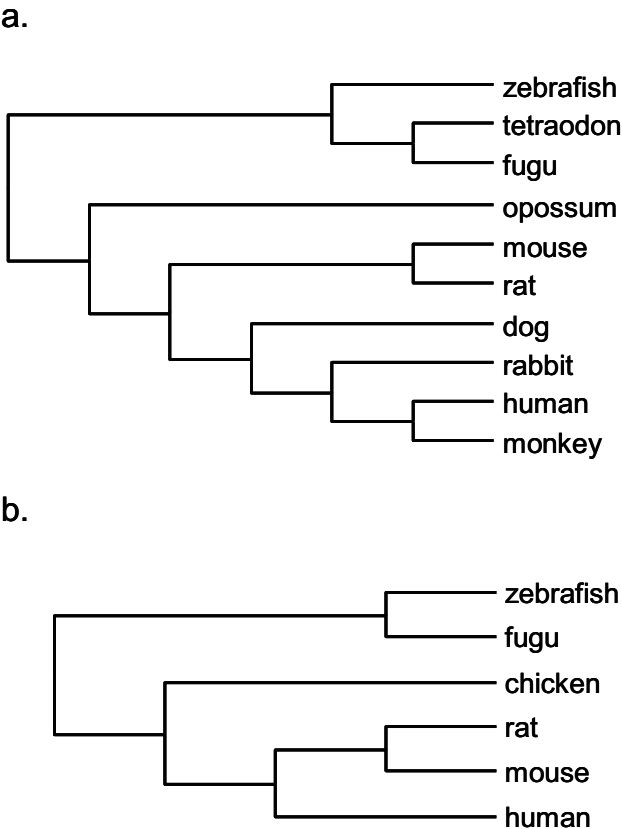 a.
zebrafish
tetraodon
fugu
opossum
mouse
rat
dog
rabbit
human
monkey
b.
zebrafish
fugu
chicken
rat
mouse
human